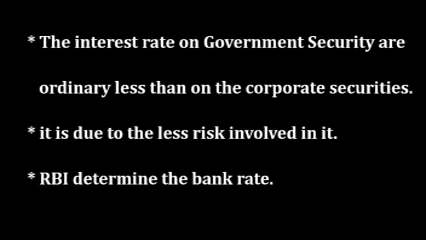 * The interest rate on Government Security are
ordinary less than on the corporate securities.
* it is due to the less risk involved in it.
* RBI determine the bank rate.